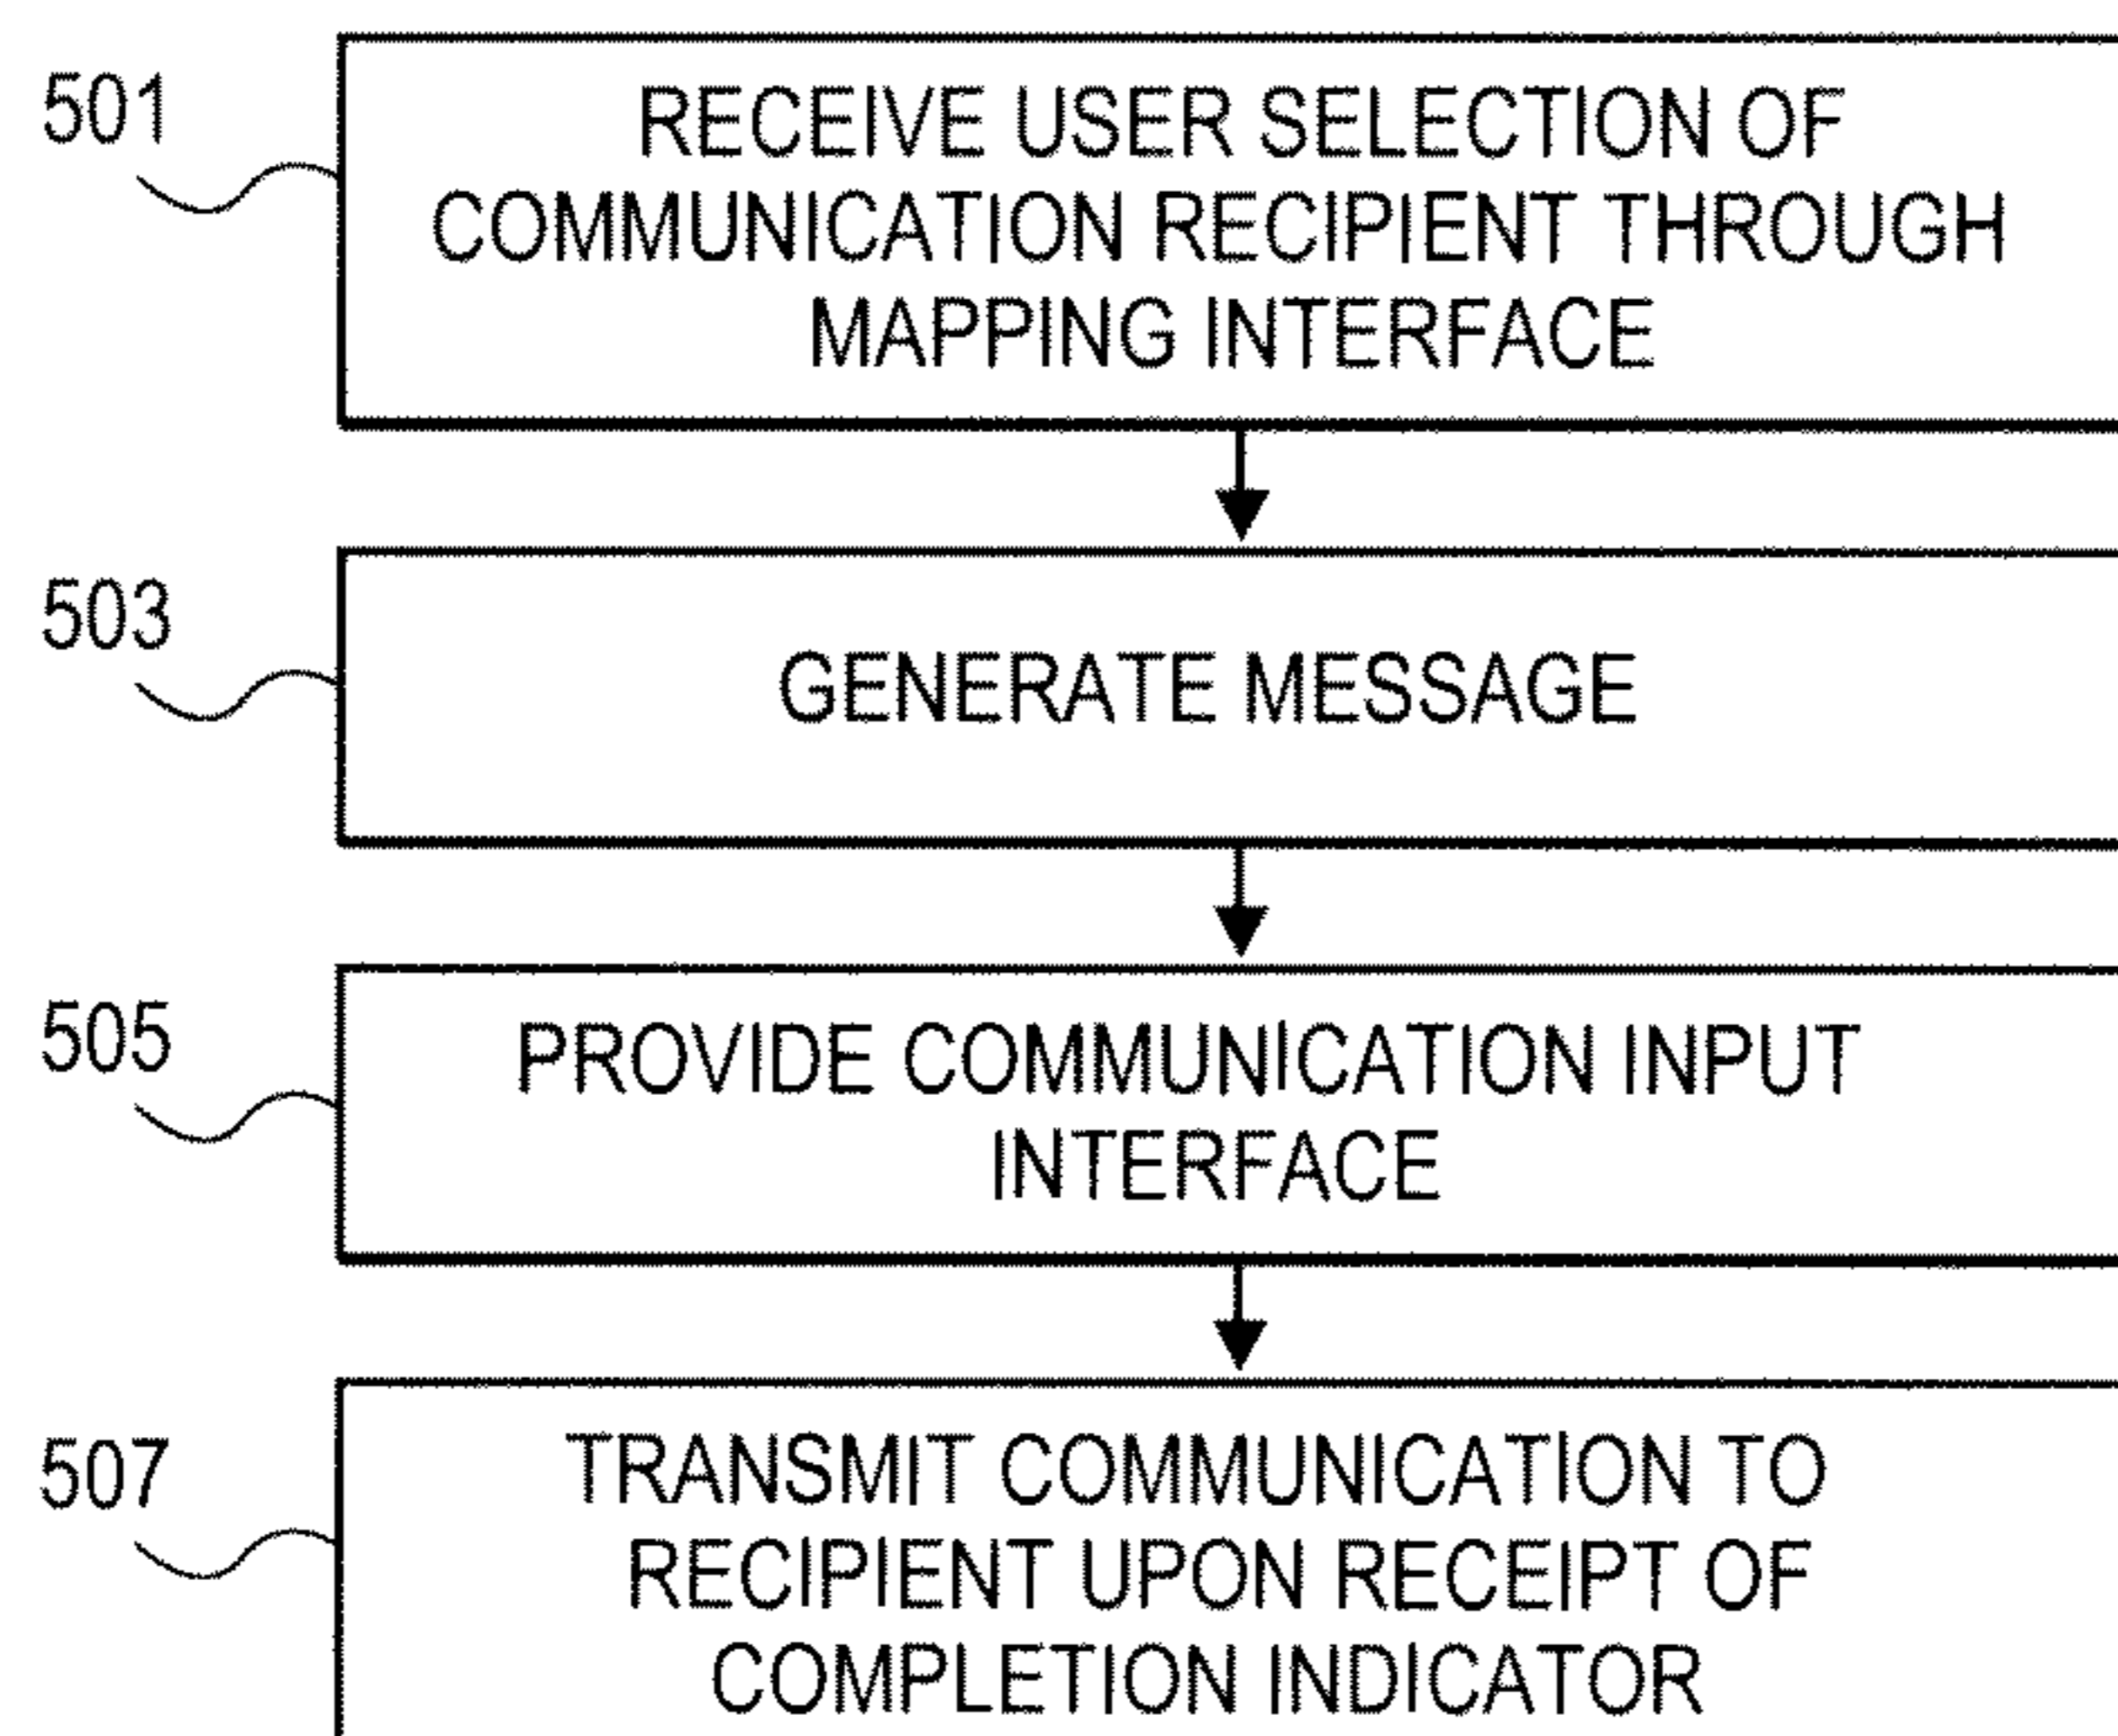 501
RECEIVE USER SELECTION OF
COMMUNICATION RECIPIENT THROUGH
MAPPING INTERFACE
503
GENERATE MESSAGE
505
PROVIDE COMMUNICATION INPUT
INTERFACE
507
TRANSMIT COMMUNICATION TO
RECIPIENT UPON RECEIPT OF
COMPLETION INDICATOR